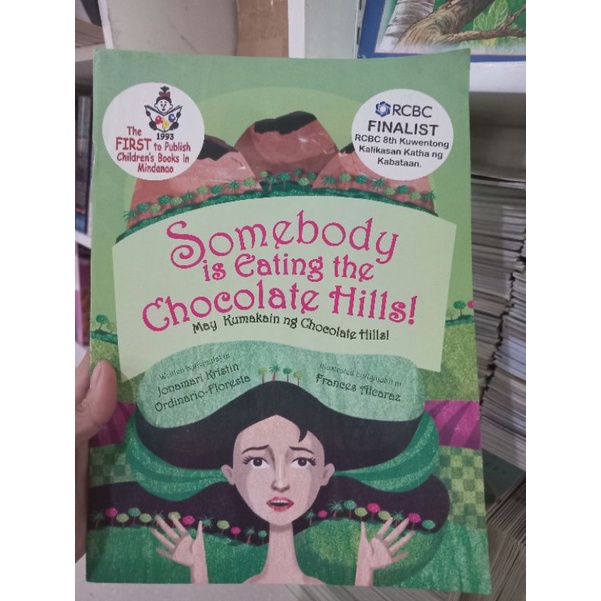 1993
The
FIRST to Publish
Children's Books in
Mindanao
RCBC
FINALIST
RCBC 8th Kuwentong
Kalikasan Katha ng
Kabataan.
Somebody
is Eating the
Chocolate Hills!
May Kumakain ng Chocolate Hills!
Jonamari Kristin
Ordinario-Floresta
Frances Alcaraz